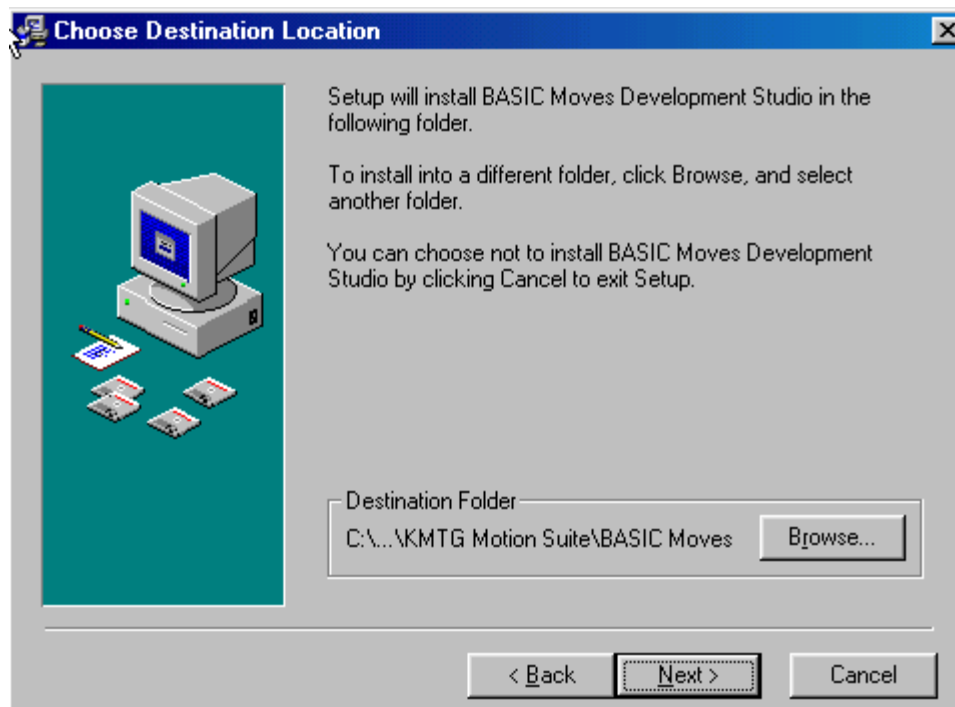 Choose Destination Location
Setup will install BASIC Moves Development Studio in the
following folder.
To install into a different folder, click Browse, and select
another folder.
You can choose not to install BASIC Moves Development
Studio by clicking Cancel to exit Setup.
Destination Folder
C:\...\KMTG Motion Suite\BASIC Moves
Browse...
< Back
Next >
Cancel